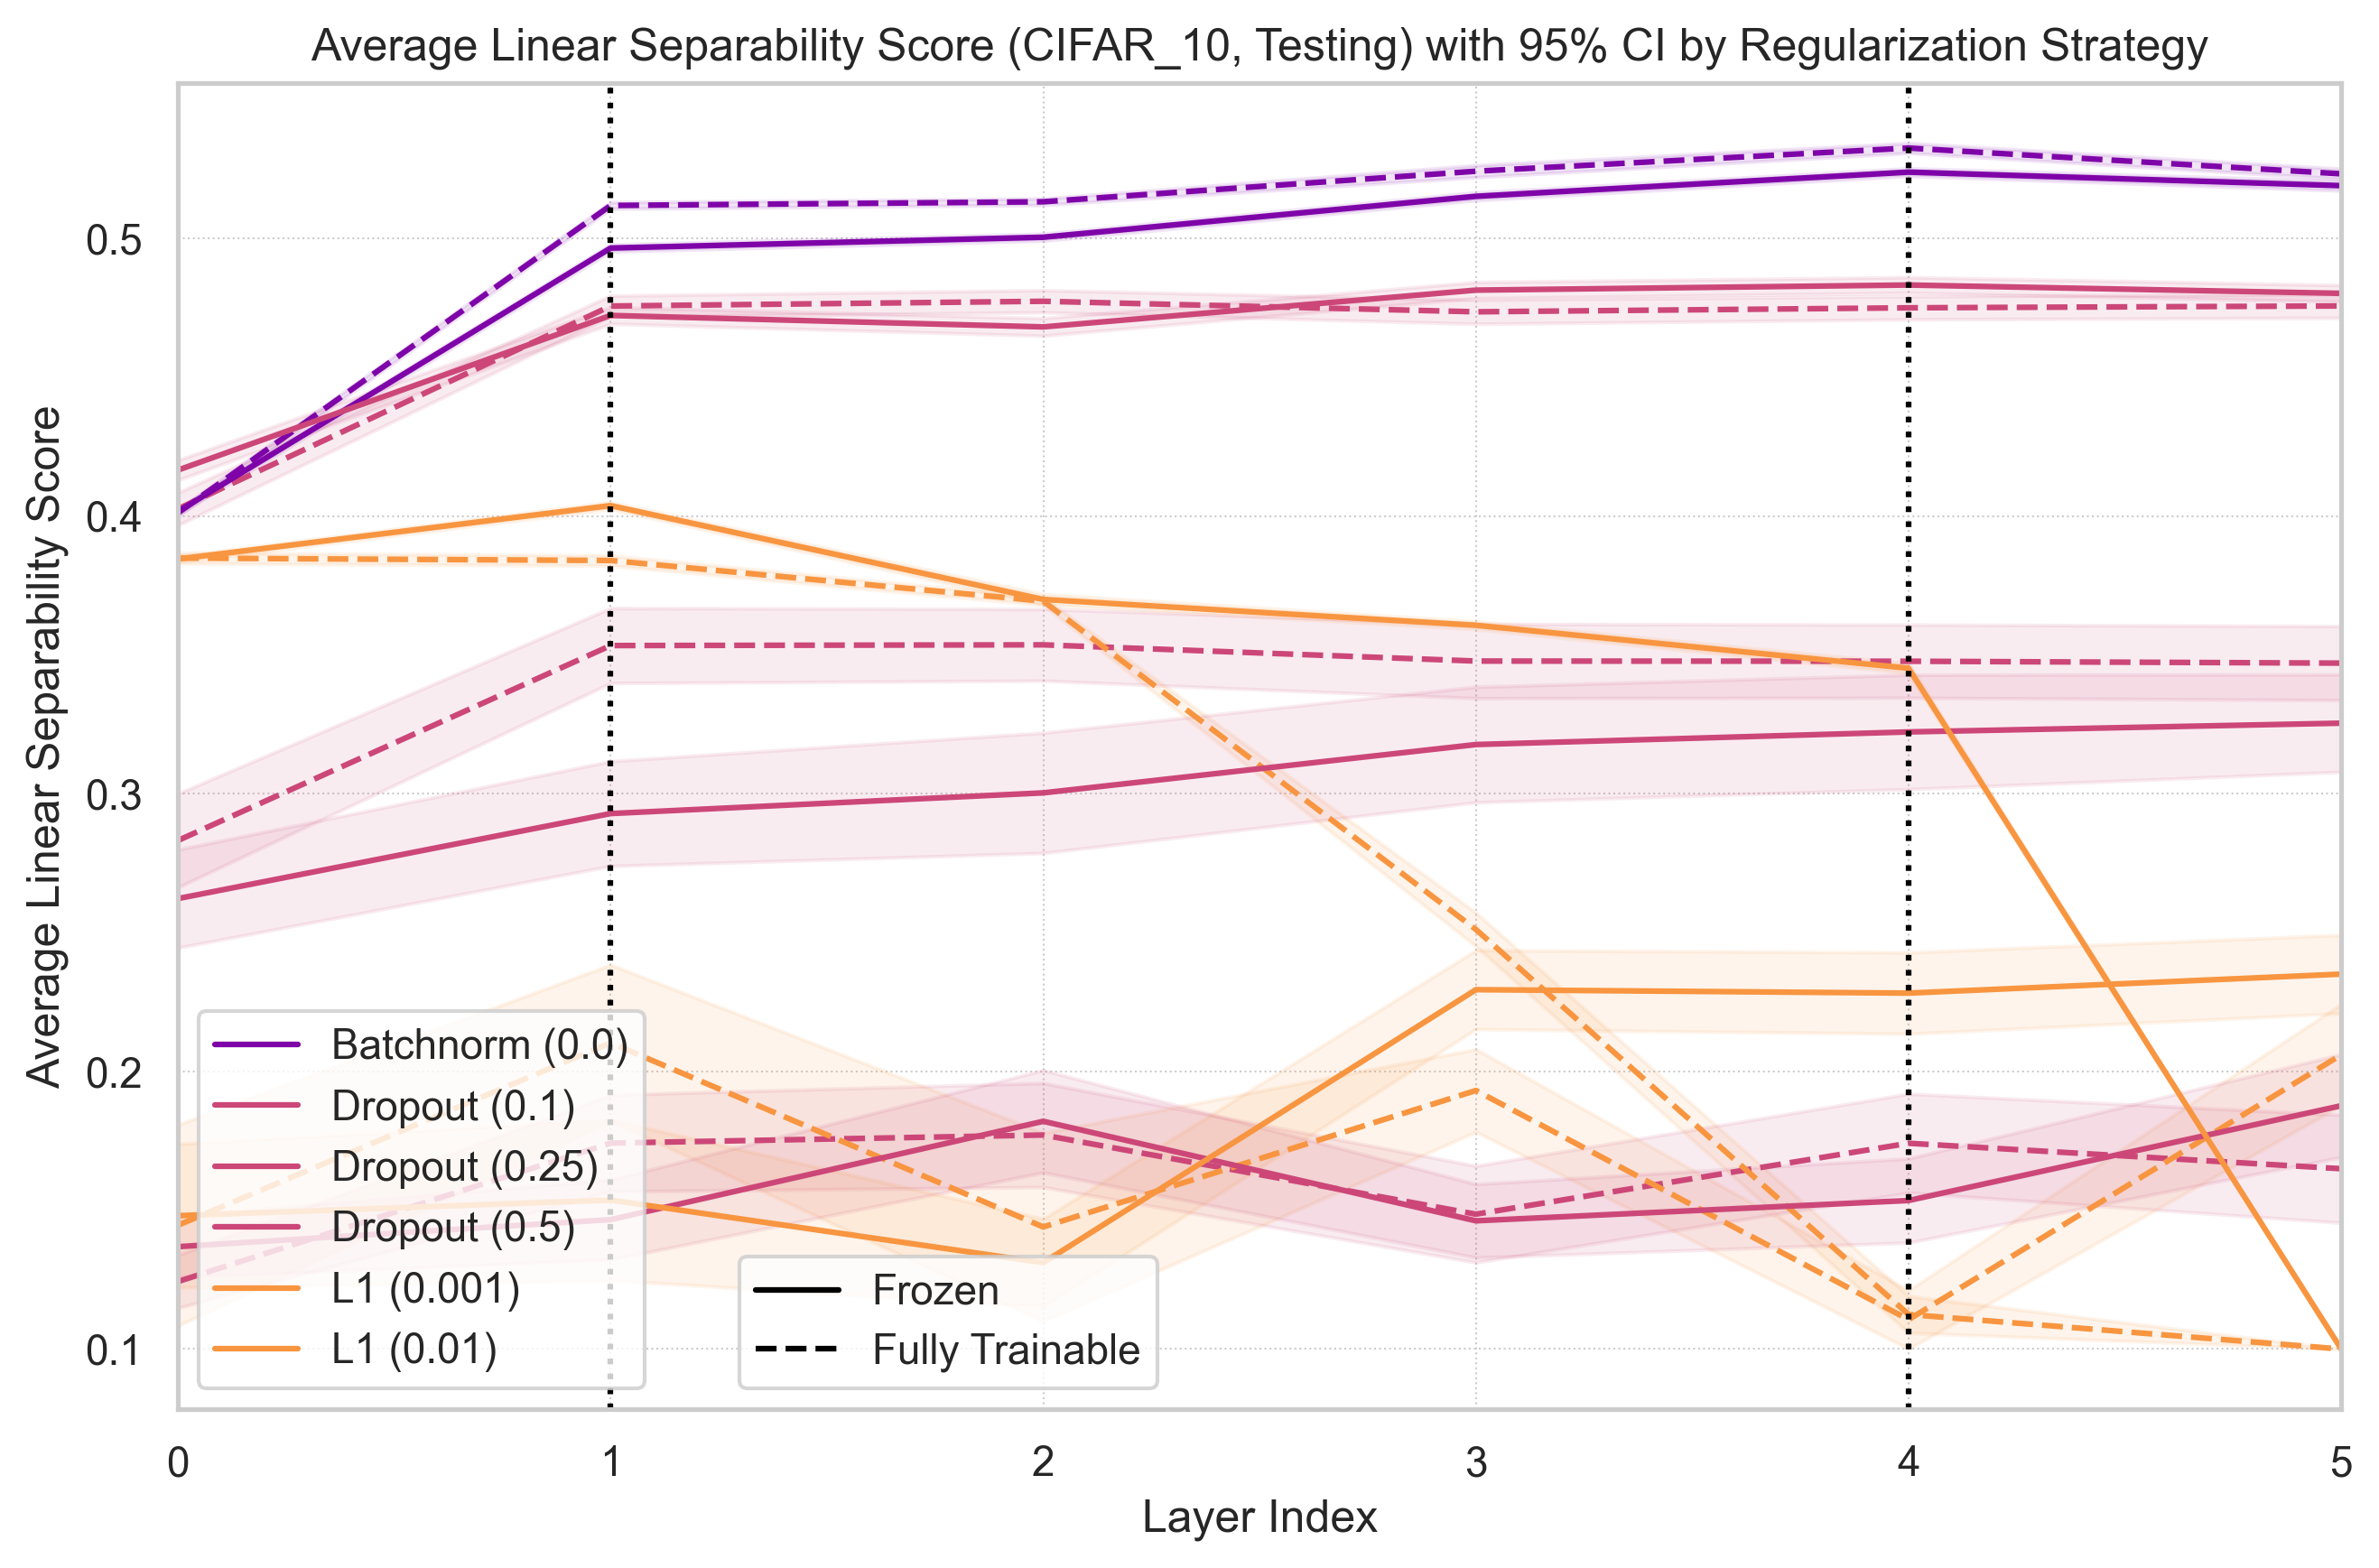 Average Linear Separability Score (CIFAR_10, Testing) with 95% CI by Regularization Strategy
Average Linear Separability Score
0.5
0.4
0.3
0.2
0.1
Batchnorm (0.0)
Dropout (0.1)
Dropout (0.25)
Dropout (0.5)
L1 (0.001)
L1 (0.01)
Frozen
Fully Trainable
0 1 2 3 4 5
Layer Index